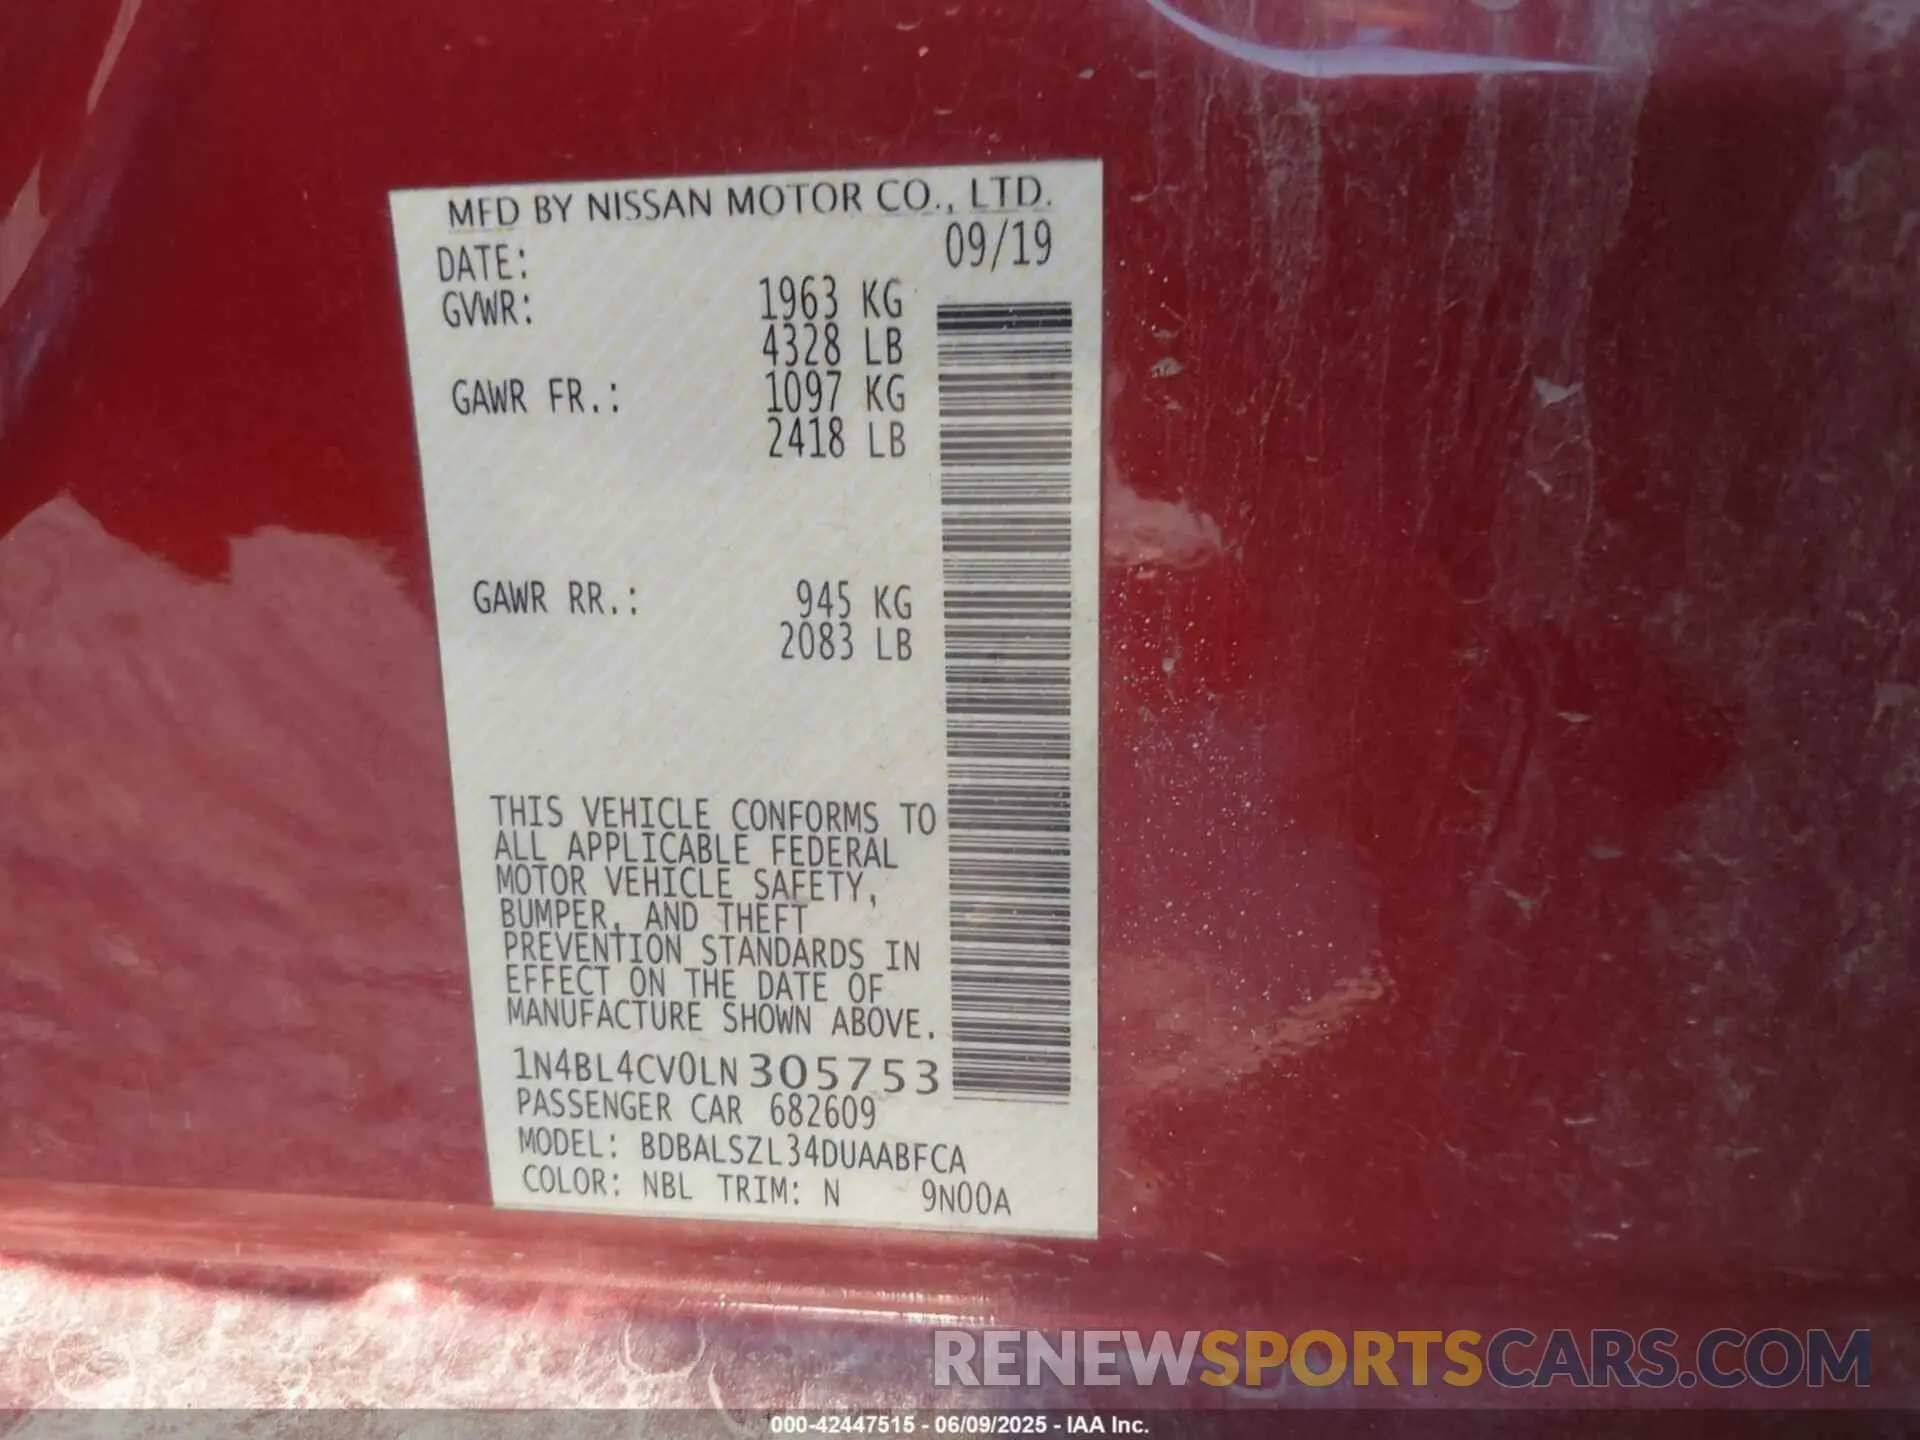 MFD BY NISSAN MOTOR CO., LTD.
DATE: 09/19
GVWR: 1963 KG
4328 LB
GAWR FR.: 1097 KG
2418 LB
GAWR RR.: 945 KG
2083 LB
THIS VEHICLE CONFORMS TO
ALL APPLICABLE FEDERAL
MOTOR VEHICLE SAFETY,
BUMPER, AND THEFT
PREVENTION STANDARDS IN
EFFECT ON THE DATE OF
MANUFACTURE SHOWN ABOVE.
1N4BL4CV0LN305753
PASSENGER CAR 682609
MODEL: BDBALSZL34DUAABFCA
COLOR: NBL TRIM: N 9N00A
RENEWSPORTSCARS.COM
000-42447515 - 06/09/2025 - IAA Inc.